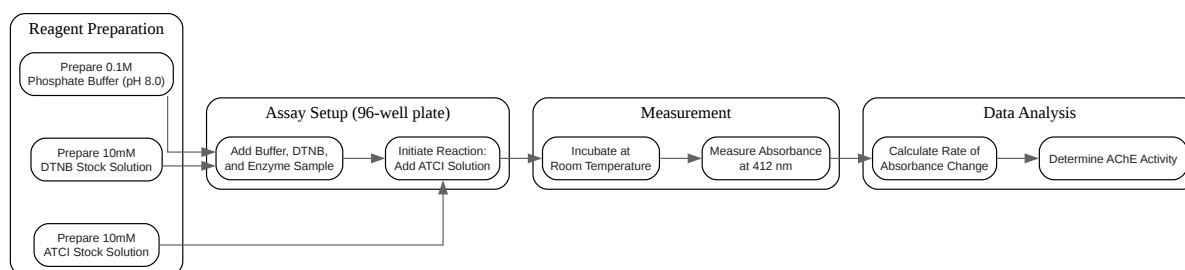 Reagent Preparation
Prepare 0.1M
Phosphate Buffer (pH 8.0)
Prepare 10mM
DTNB Stock Solution
Prepare 10mM
ATCI Stock Solution
Assay Setup (96-well plate)
Add Buffer, DTNB,
and Enzyme Sample
Initiate Reaction:
Add ATCI Solution
Measurement
Incubate at
Room Temperature
Measure Absorbance
at 412 nm
Data Analysis
Calculate Rate of
Absorbance Change
Determine AChE Activity